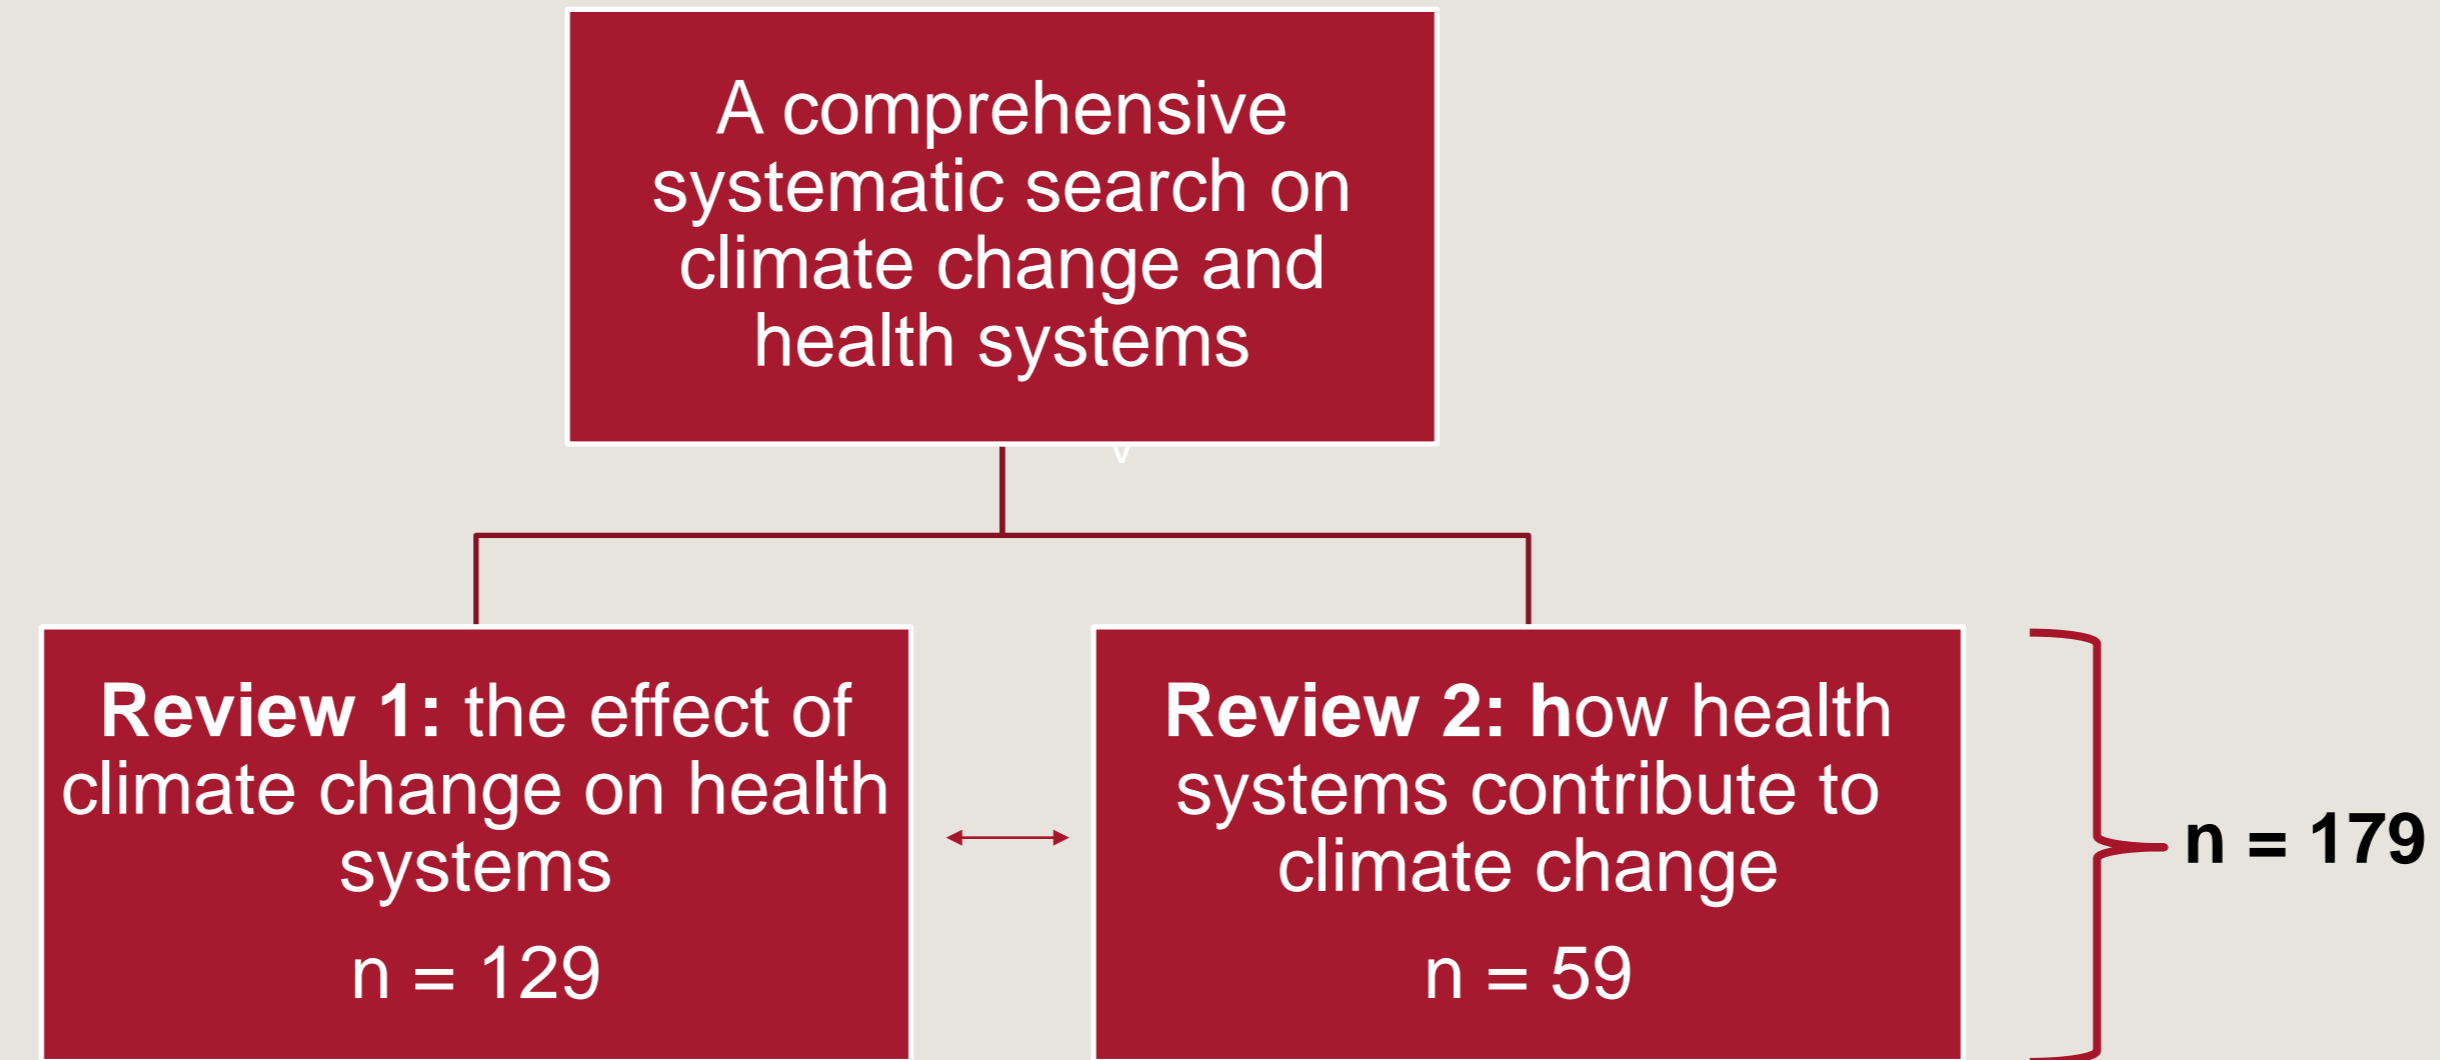 A comprehensive
systematic search on
climate change and
health systems
Review 1: the effect of
climate change on health
systems
n = 129
Review 2: how health
systems contribute to
climate change
n = 59
n = 179